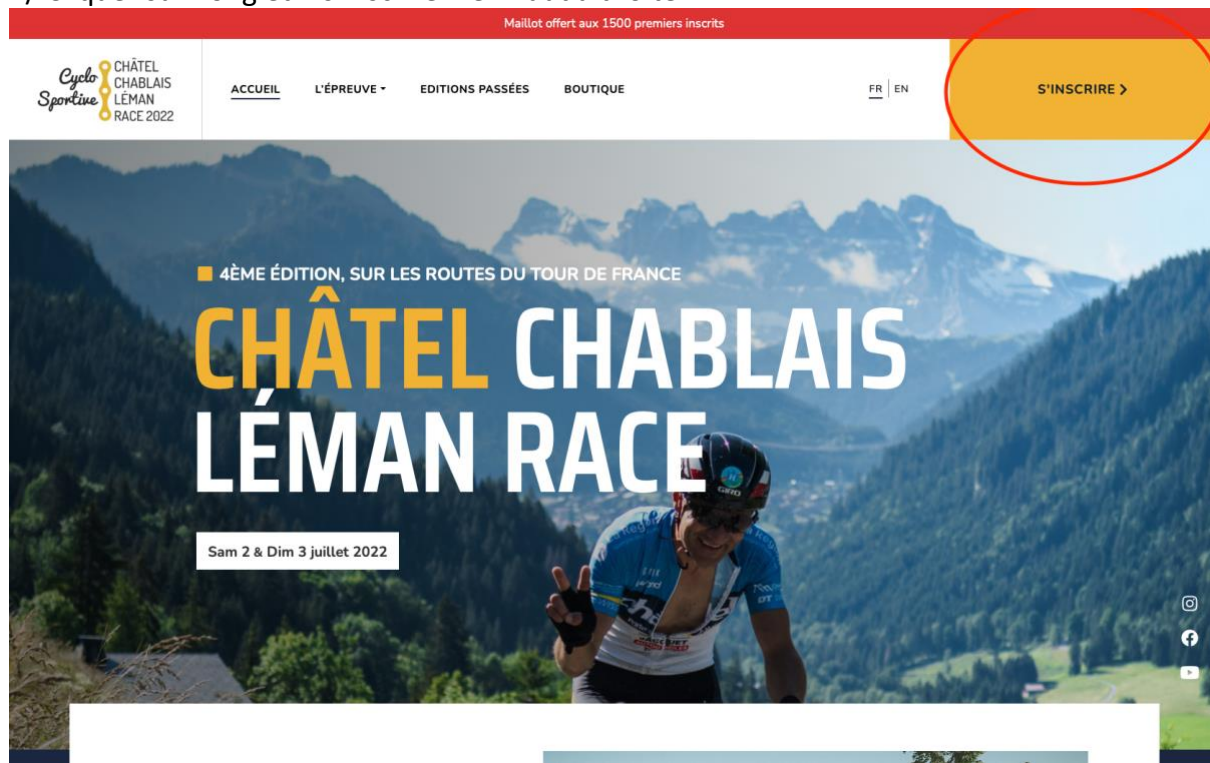 Maillot offert aux 1500 premiers inscrits
Cyclo
Sportive
CHÂTEL
CHABLAIS
LÉMAN
RACE 2022
ACCUEIL L'ÉPREUVE EDITIONS PASSÉES BOUTIQUE FR EN S'INSCRIRE
4ÈME ÉDITION, SUR LES ROUTES DU TOUR DE FRANCE
CHÂTEL CHABLAIS
LÉMAN RACE
GIRO
Sam 2 & Dim 3 juillet 2022